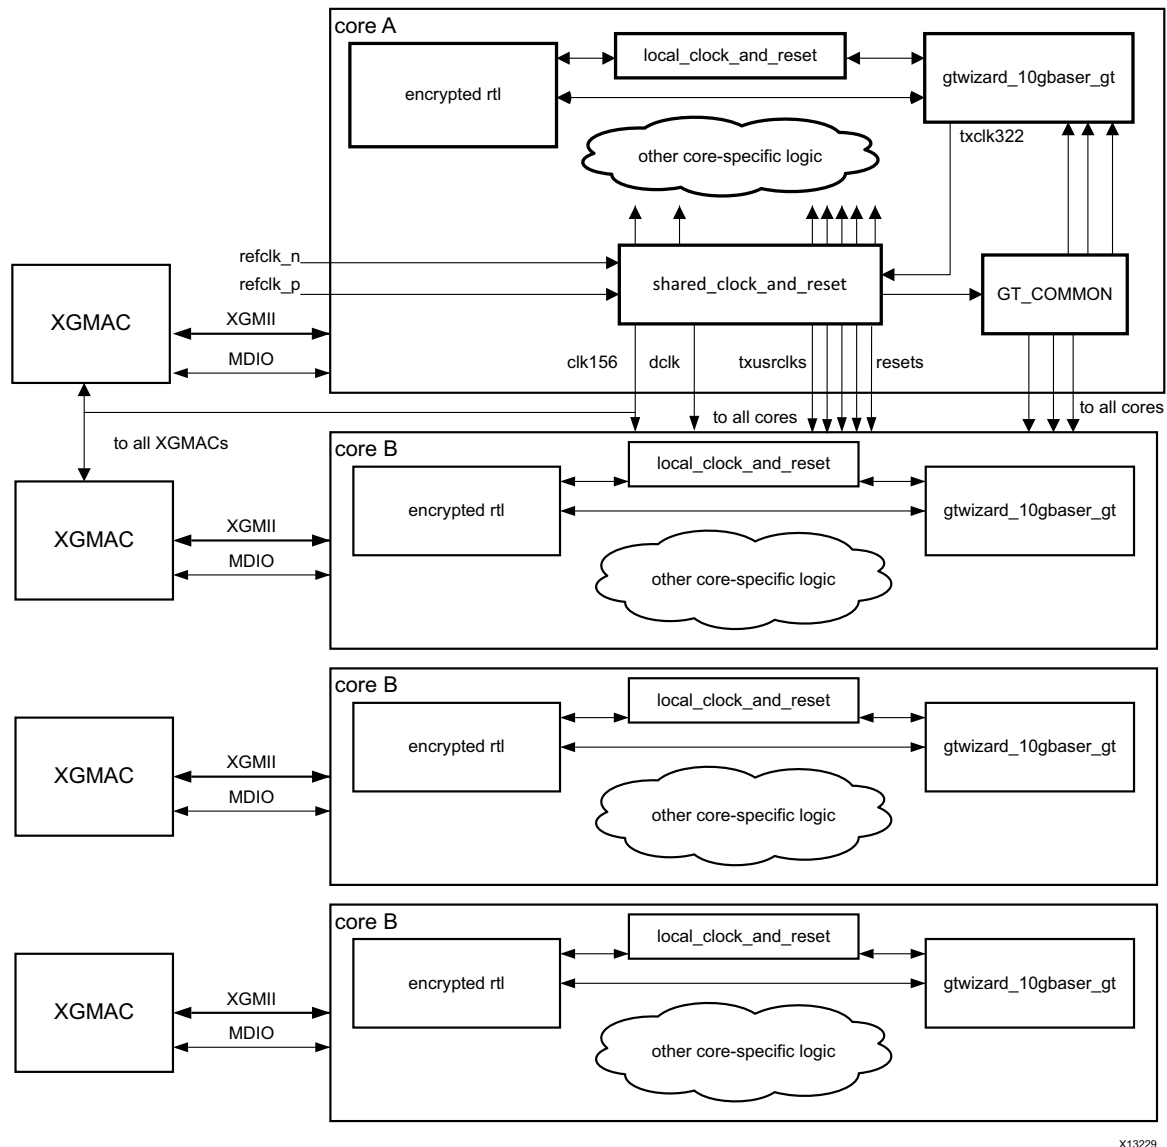 core A
local_clock_and_reset
encrypted rtl
gtwizard_10gbaser_gt
txclk322
other core-specific logic
refclk_n
refclk_p
shared_clock_and_reset
GT_COMMON
XGMAC
XGMII
MDIO
clk156
dclk
txusrclks
resets
to all cores
to all cores
to all XGMACs
core B
local_clock_and_reset
encrypted rtl
gtwizard_10gbaser_gt
XGMAC
XGMII
MDIO
other core-specific logic
core B
local_clock_and_reset
encrypted rtl
gtwizard_10gbaser_gt
XGMAC
XGMII
MDIO
other core-specific logic
core B
local_clock_and_reset
encrypted rtl
gtwizard_10gbaser_gt
XGMAC
XGMII
MDIO
other core-specific logic
X13229